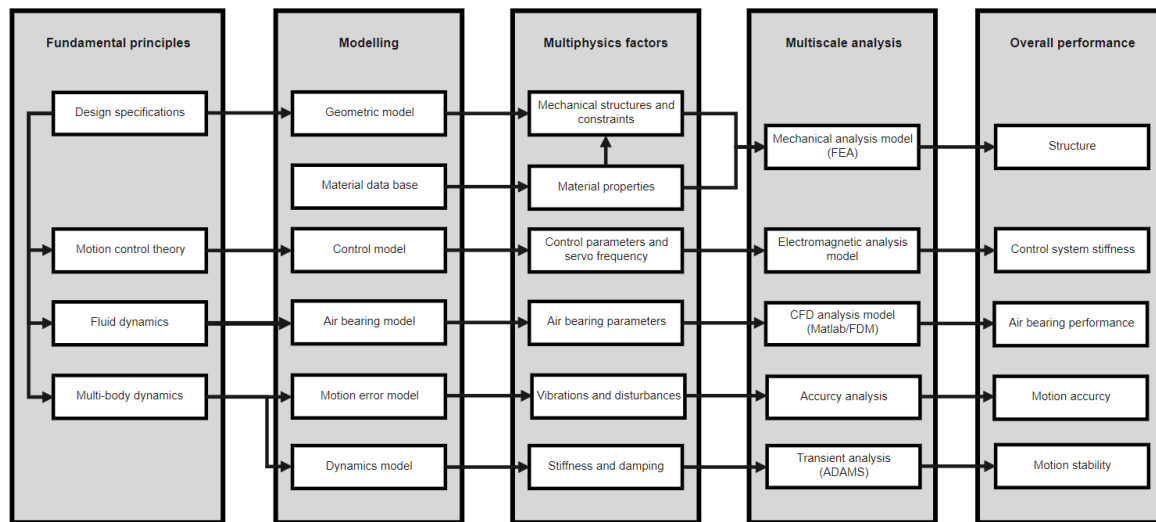 Fundamental principles
Design specifications
Motion control theory
Fluid dynamics
Multi-body dynamics
Modelling
Geometric model
Material data base
Control model
Air bearing model
Motion error model
Dynamics model
Multiphysics factors
Mechanical structures and
constraints
Material properties
Control parameters and
servo frequency
Air bearing parameters
Vibrations and disturbances
Stiffness and damping
Multiscale analysis
Mechanical analysis model
(FEA)
Electromagnetic analysis
model
CFD analysis model
(Matlab/FDM)
Accurcy analysis
Transient analysis
(ADAMS)
Overall performance
Structure
Control system stiffness
Air bearing performance
Motion accurcy
Motion stability